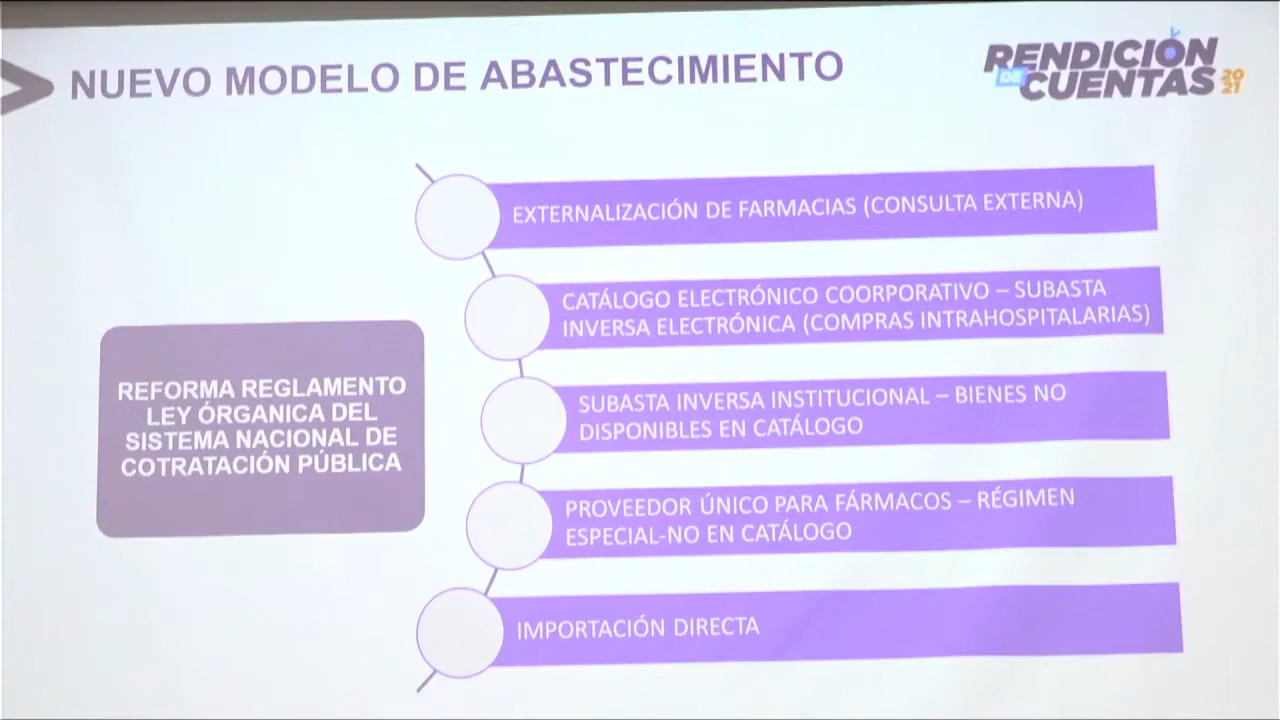 NUEVO MODELO DE ABASTECIMIENTO
RENDICIÓN
DE CUENTAS 20
21
EXTERNALIZACIÓN DE FARMACIAS (CONSULTA EXTERNA)
CATÁLOGO ELECTRÓNICO COORPORATIVO – SUBASTA
INVERSA ELECTRÓNICA (COMPRAS INTRAHOSPITALARIAS)
REFORMA REGLAMENTO
LEY ÓRGANICA DEL
SISTEMA NACIONAL DE
COTRATACIÓN PÚBLICA
SUBASTA INVERSA INSTITUCIONAL – BIENES NO
DISPONIBLES EN CATÁLOGO
PROVEEDOR ÚNICO PARA FÁRMACOS – RÉGIMEN
ESPECIAL-NO EN CATÁLOGO
IMPORTACIÓN DIRECTA